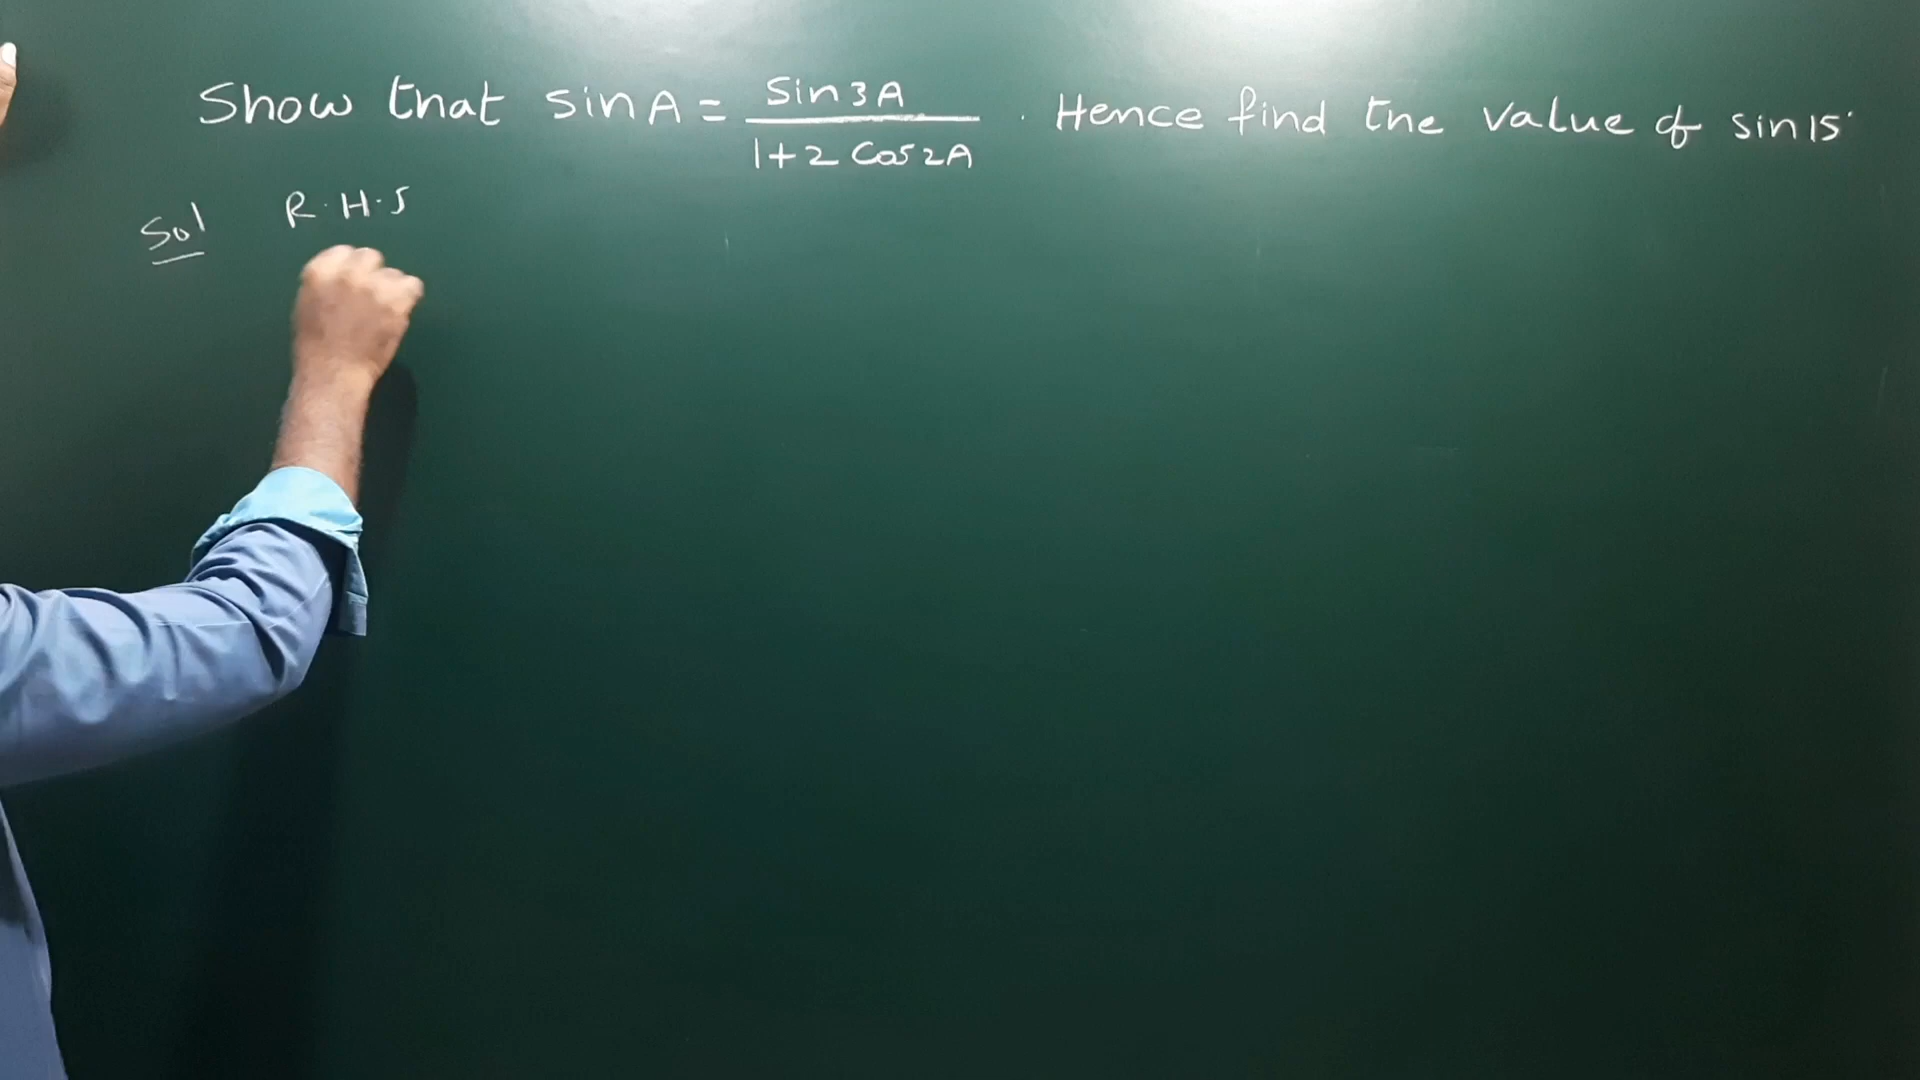 Show that sin A = Sin 3A / 1+2 Cos 2A . Hence find the value of sin 15°
Sol R.H.S